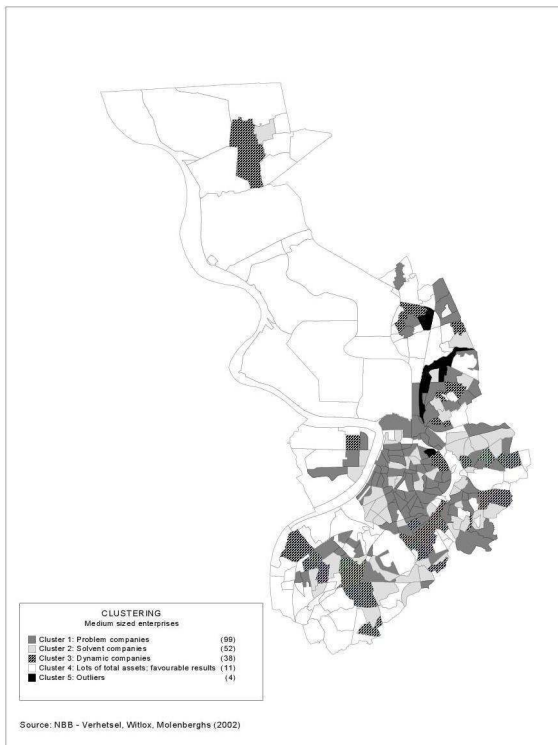 CLUSTERING
Medium sized enterprises
Cluster 1: Problem companies (99)
Cluster 2: Solvent companies (52)
Cluster 3: Dynamic companies (38)
Cluster 4: Lots of total assets; favourable results (11)
Cluster 5: Outliers (4)
Source: NBB - Verhetsel, Witlox, Molenberghs (2002)